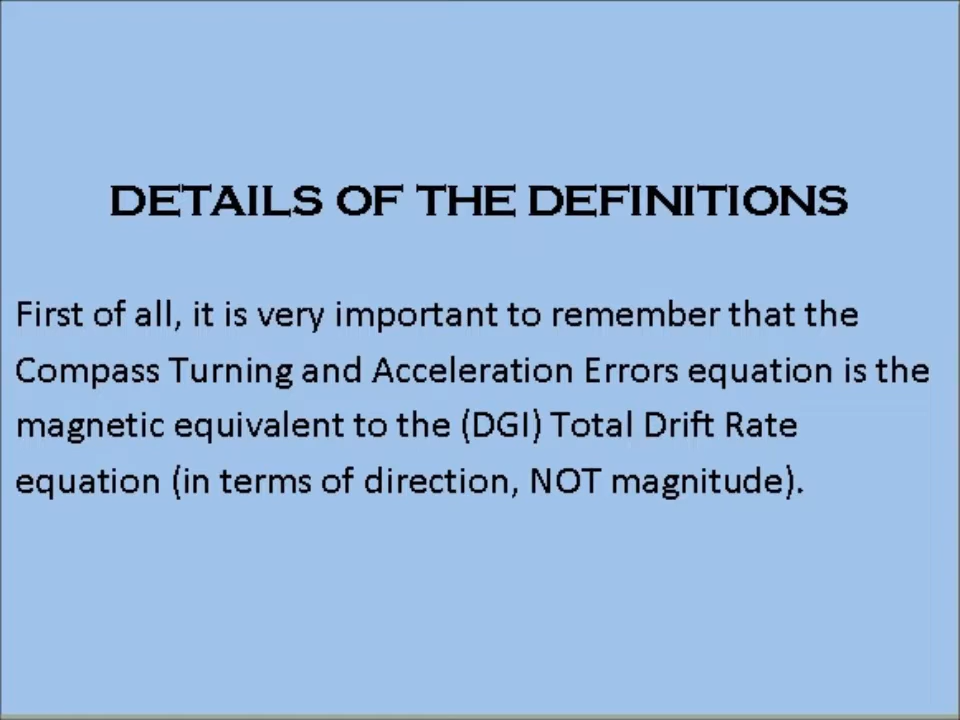 DETAILS OF THE DEFINITIONS
First of all, it is very important to remember that the
Compass Turning and Acceleration Errors equation is the
magnetic equivalent to the (DGI) Total Drift Rate
equation (in terms of direction, NOT magnitude).